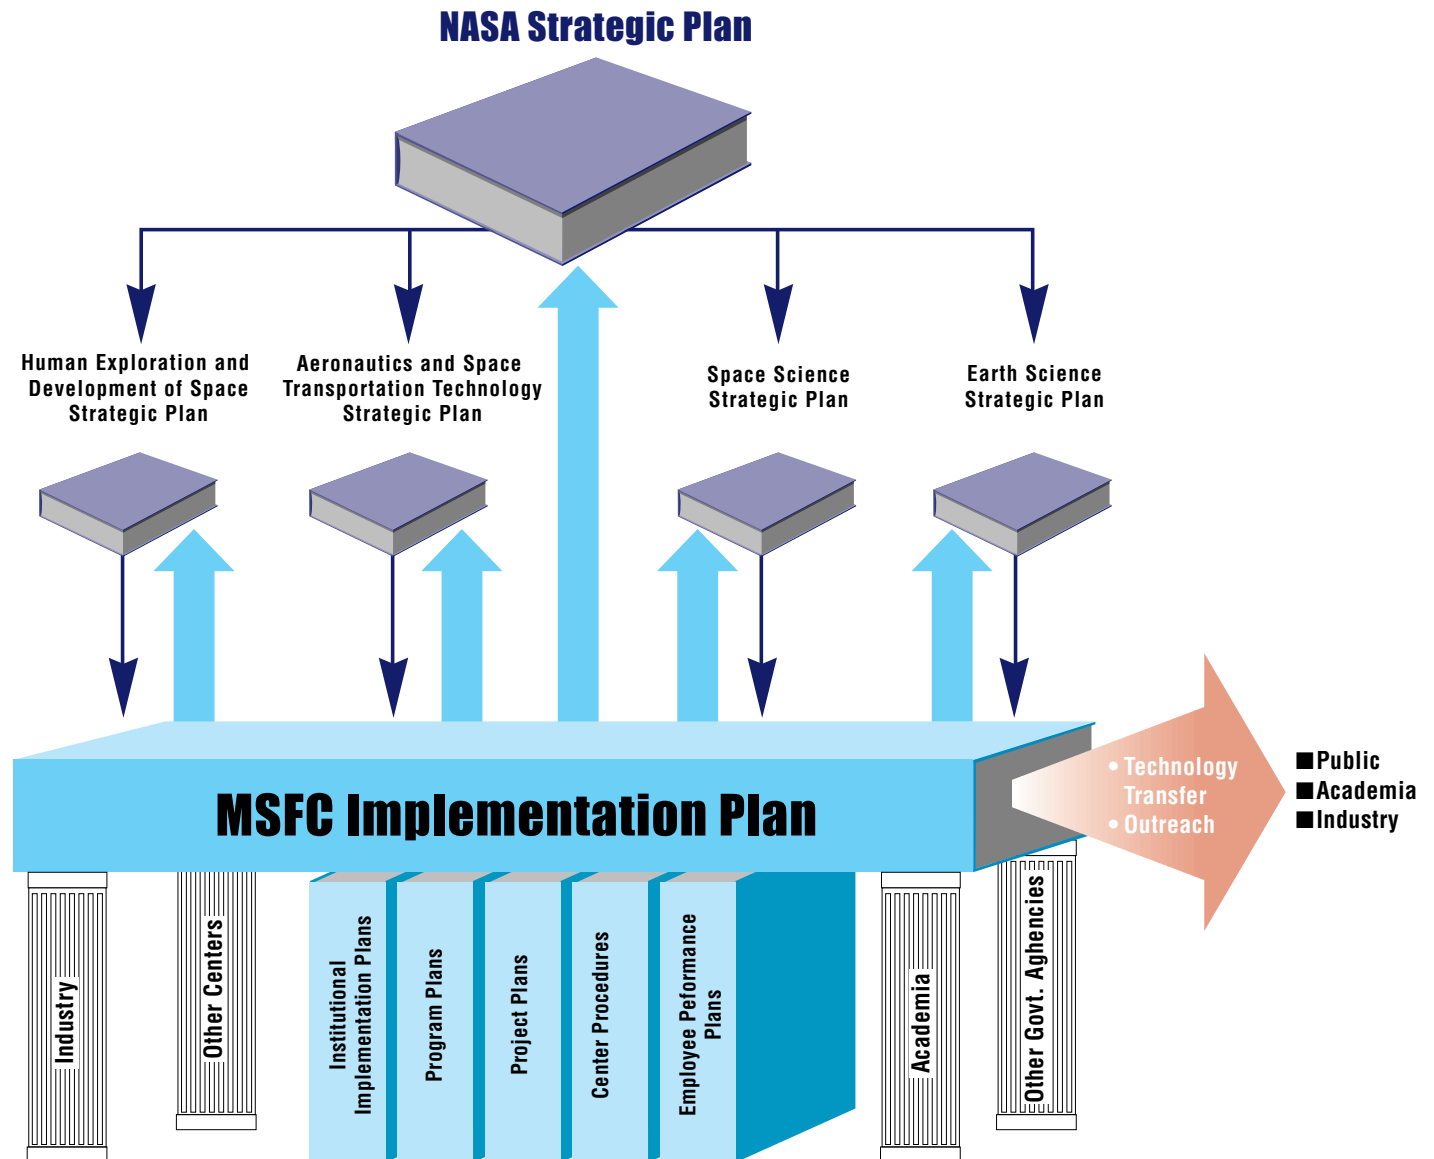 NASA Strategic Plan
Human Exploration and
Development of Space
Strategic Plan
Aeronautics and Space
Transportation Technology
Strategic Plan
Space Science
Strategic Plan
Earth Science
Strategic Plan
MSFC Implementation Plan
• Technology
Transfer
• Outreach
■ Public
■ Academia
■ Industry
Industry
Other Centers
Institutional
Implementation Plans
Program Plans
Project Plans
Center Procedures
Employee Peformance
Plans
Academia
Other Govt. Aghencies